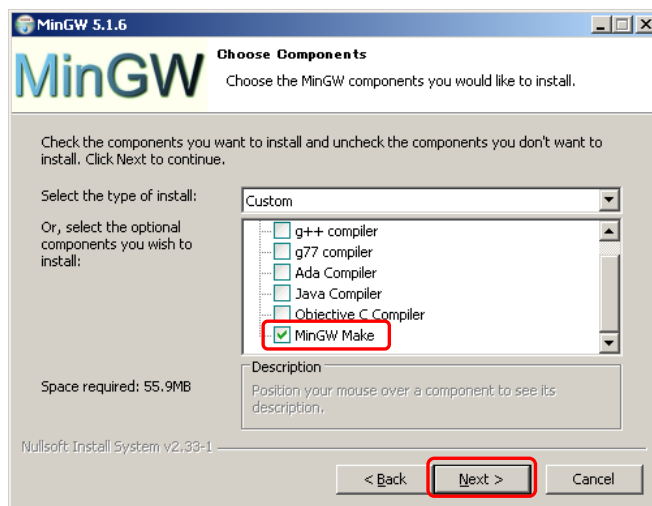 MinGW 5.1.6
MinGW
Choose Components
Choose the MinGW components you would like to install.
Check the components you want to install and uncheck the components you don't want to
install. Click Next to continue.
Select the type of install:
Custom
Or, select the optional
components you wish to
install:
g++ compiler
g77 compiler
Ada Compiler
Java Compiler
Objective C Compiler
MinGW Make
Space required: 55.9MB
Description
Position your mouse over a component to see its
description.
Nullsoft Install System v2.33-1
< Back
Next >
Cancel